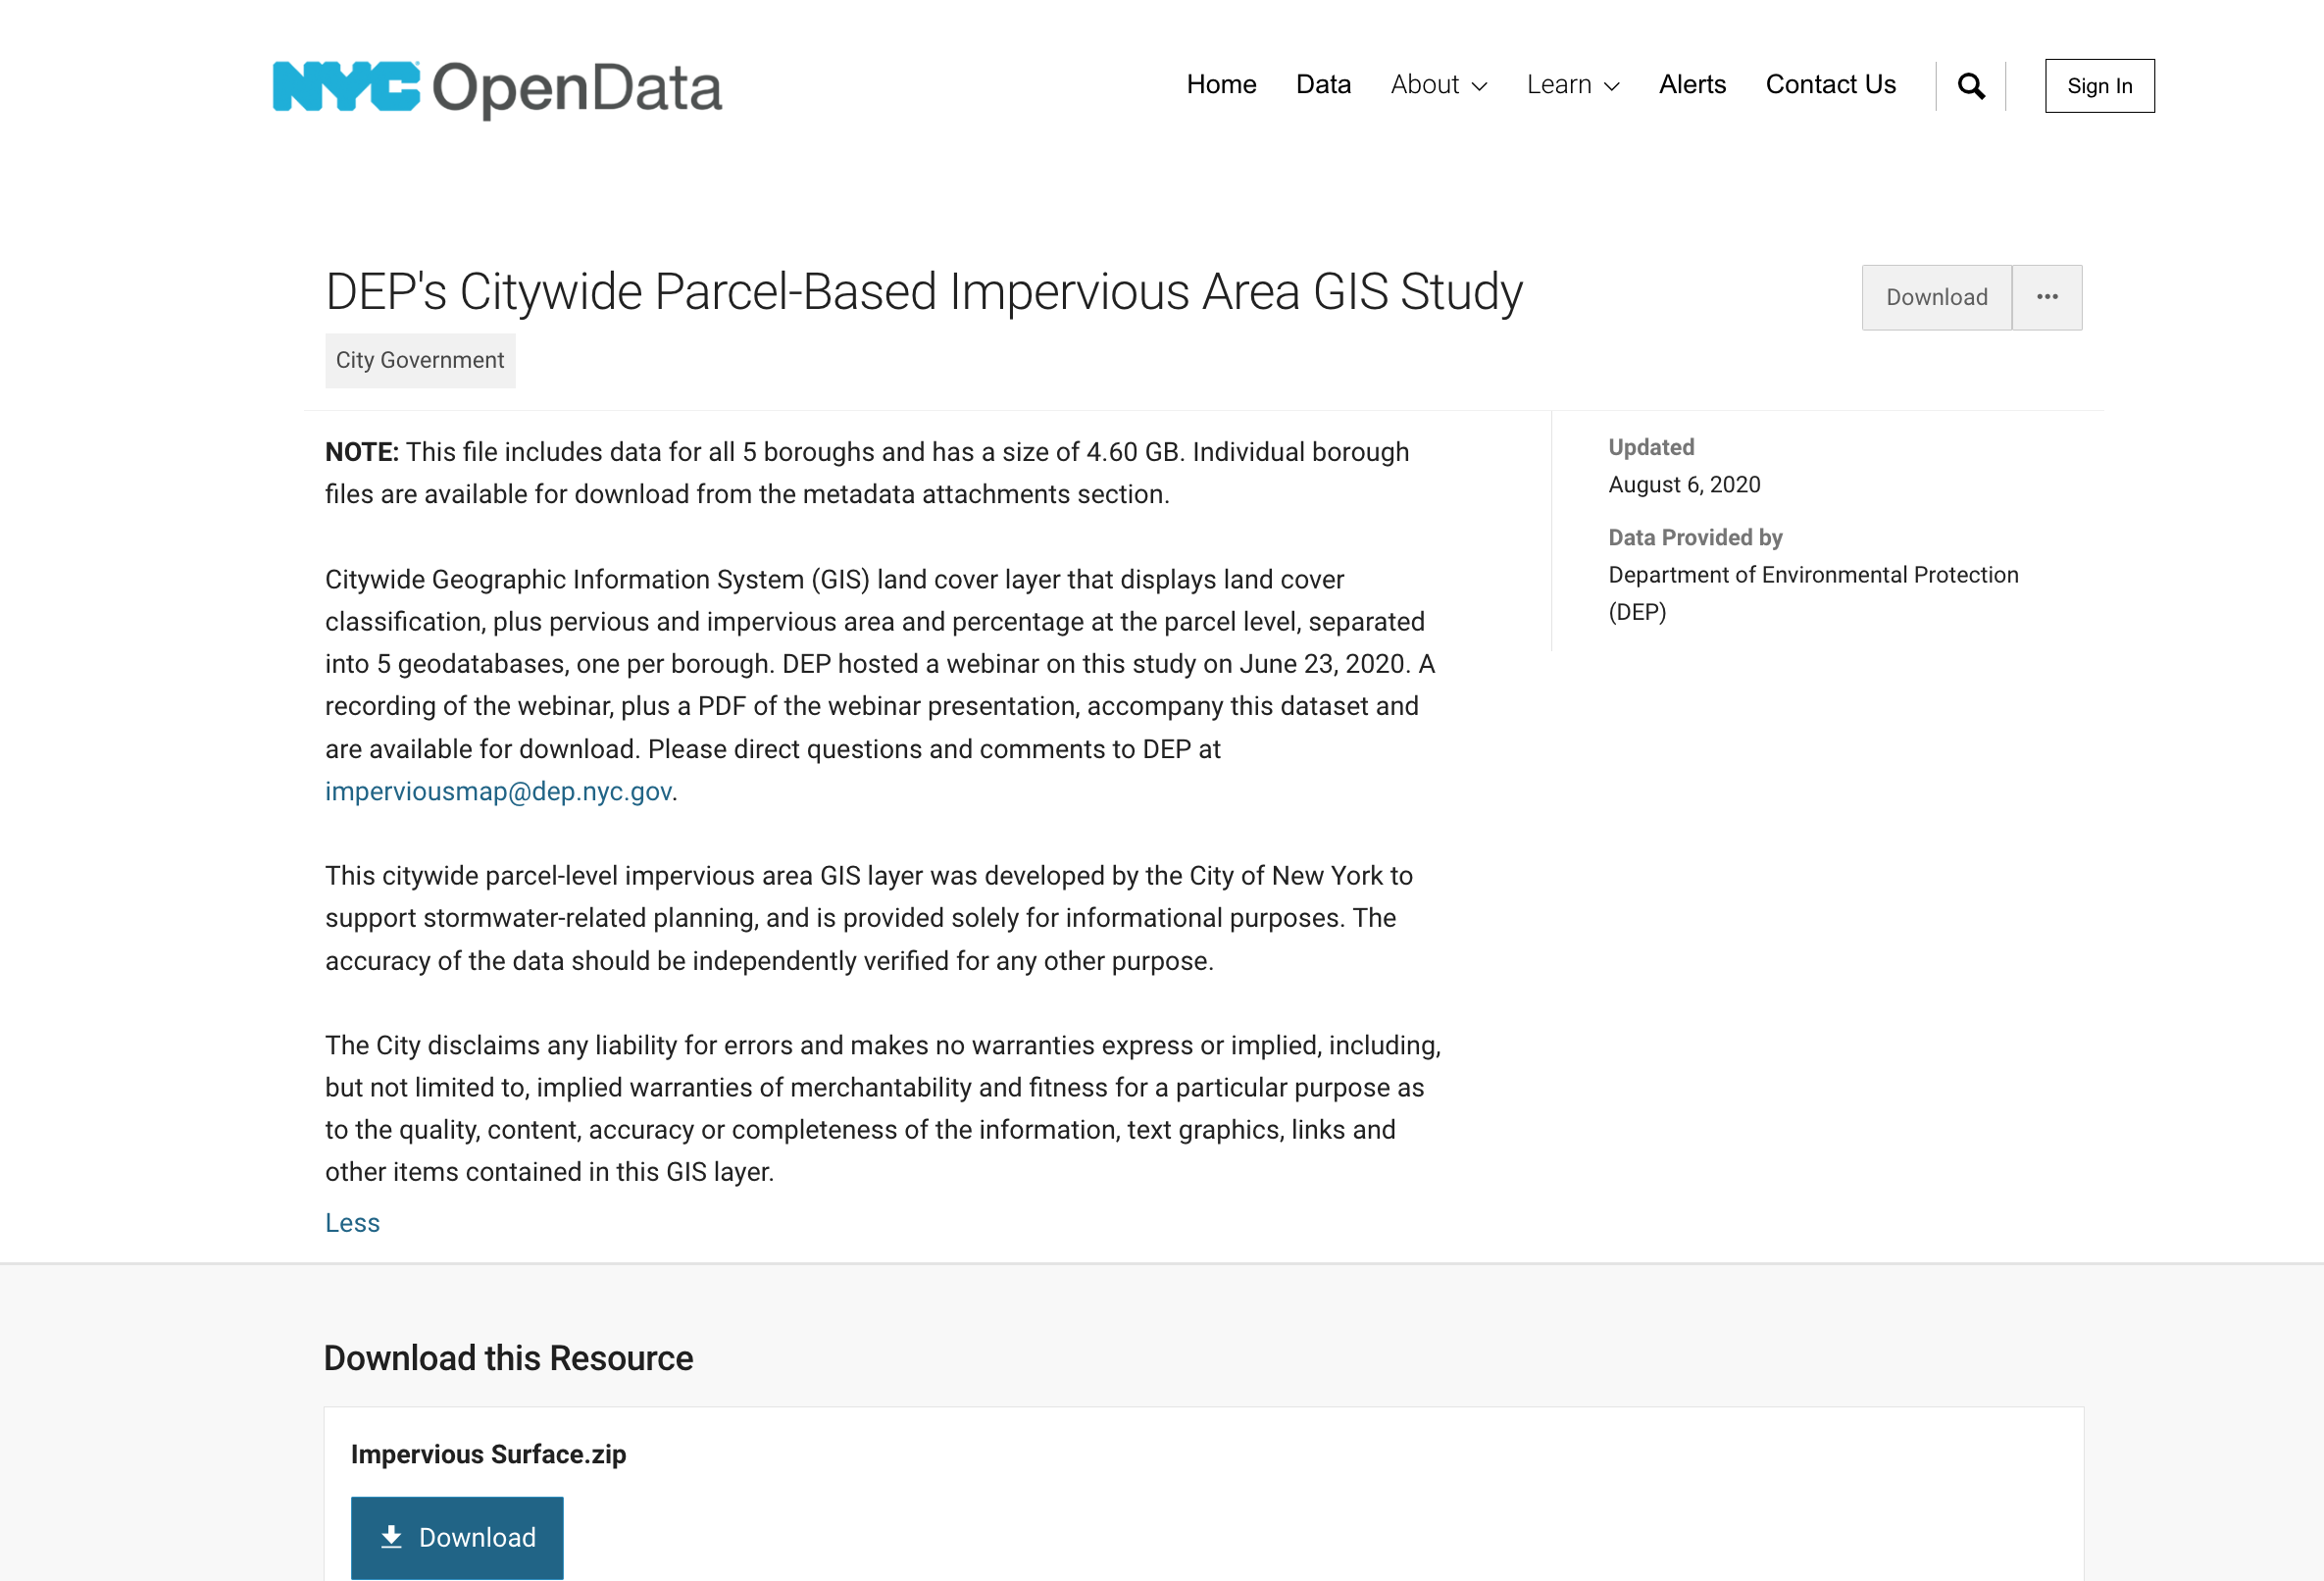 NYC OpenData
Home Data About Learn Alerts Contact Us Sign In
DEP's Citywide Parcel-Based Impervious Area GIS Study
Download
City Government
NOTE: This file includes data for all 5 boroughs and has a size of 4.60 GB. Individual borough
files are available for download from the metadata attachments section.
Citywide Geographic Information System (GIS) land cover layer that displays land cover
classification, plus pervious and impervious area and percentage at the parcel level, separated
into 5 geodatabases, one per borough. DEP hosted a webinar on this study on June 23, 2020. A
recording of the webinar, plus a PDF of the webinar presentation, accompany this dataset and
are available for download. Please direct questions and comments to DEP at
imperviousmap@dep.nyc.gov.
This citywide parcel-level impervious area GIS layer was developed by the City of New York to
support stormwater-related planning, and is provided solely for informational purposes. The
accuracy of the data should be independently verified for any other purpose.
The City disclaims any liability for errors and makes no warranties express or implied, including,
but not limited to, implied warranties of merchantability and fitness for a particular purpose as
to the quality, content, accuracy or completeness of the information, text graphics, links and
other items contained in this GIS layer.
Less
Updated
August 6, 2020
Data Provided by
Department of Environmental Protection
(DEP)
Download this Resource
Impervious Surface.zip
Download